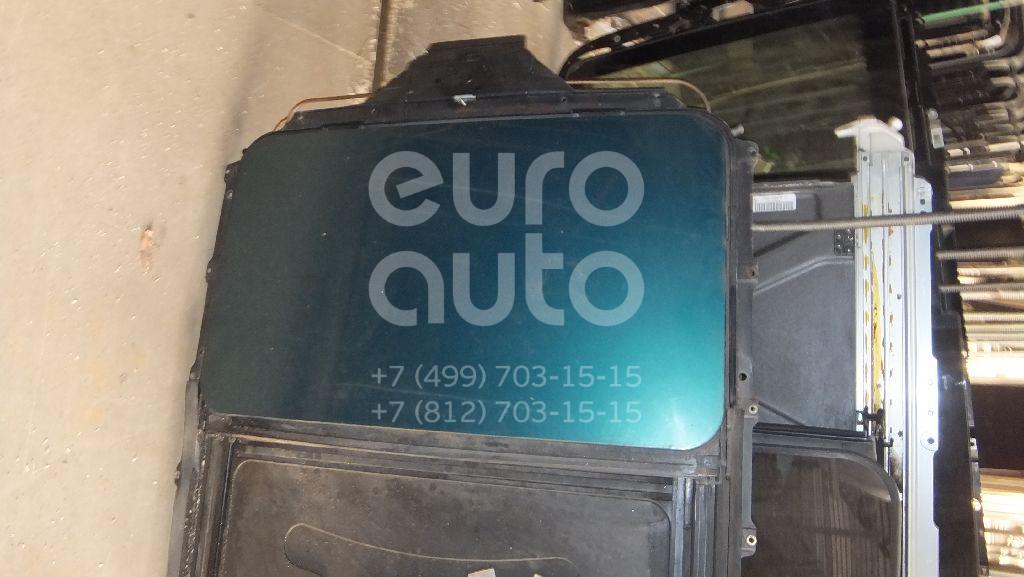 euro
auto
+7 (499) 703-15-15
+7 (812) 703-15-15